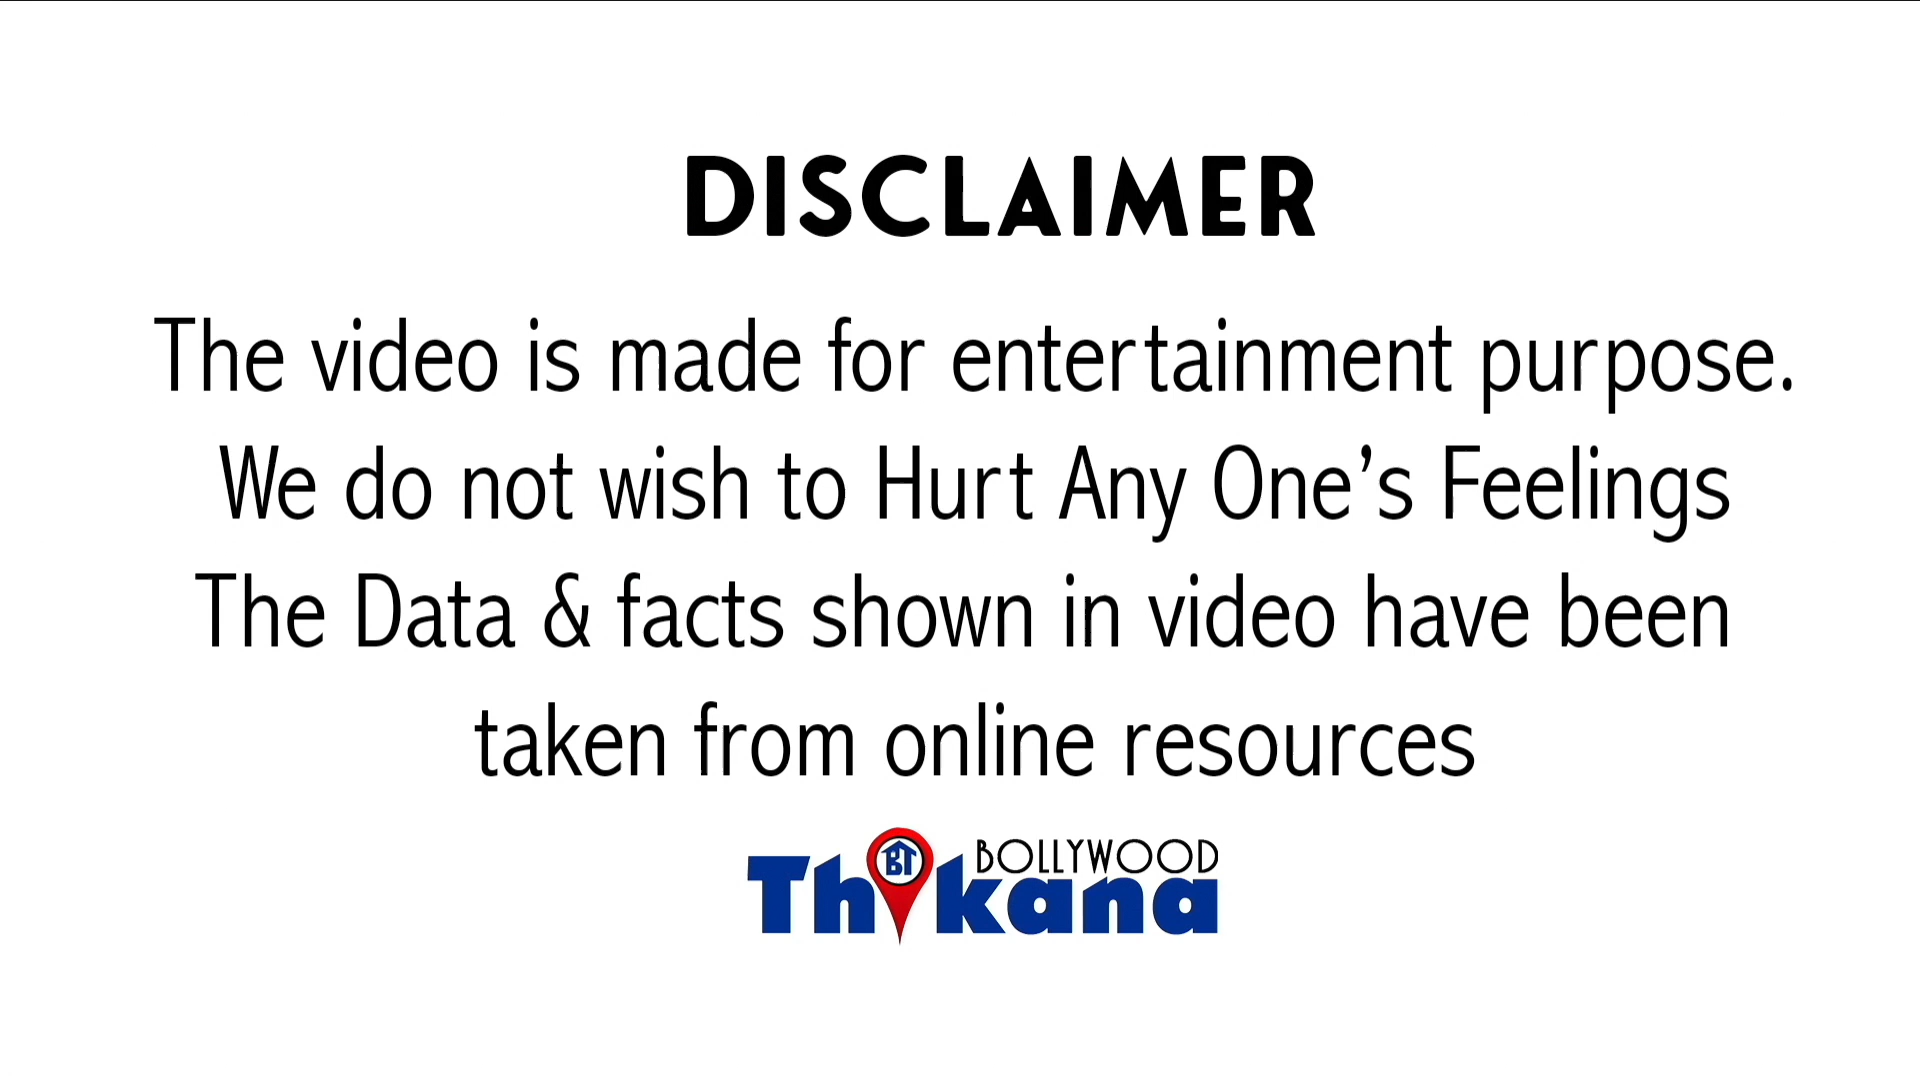 DISCLAIMER
The video is made for entertainment purpose.
We do not wish to Hurt Any One’s Feelings
The Data & facts shown in video have been
taken from online resources
BT
BOLLYWOOD
Thikana